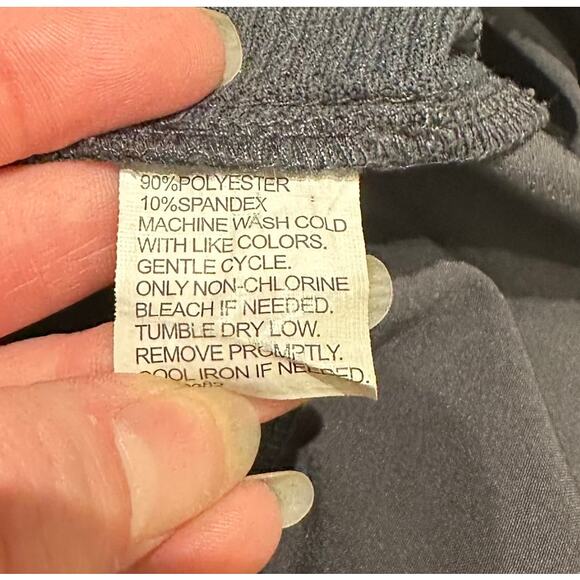 90%POLYESTER
10%SPANDEX
MACHINE WASH COLD
WITH LIKE COLORS.
GENTLE CYCLE.
ONLY NON-CHLORINE
BLEACH IF NEEDED.
TUMBLE DRY LOW.
REMOVE PROMPTLY.
COOL IRON IF NEEDED.